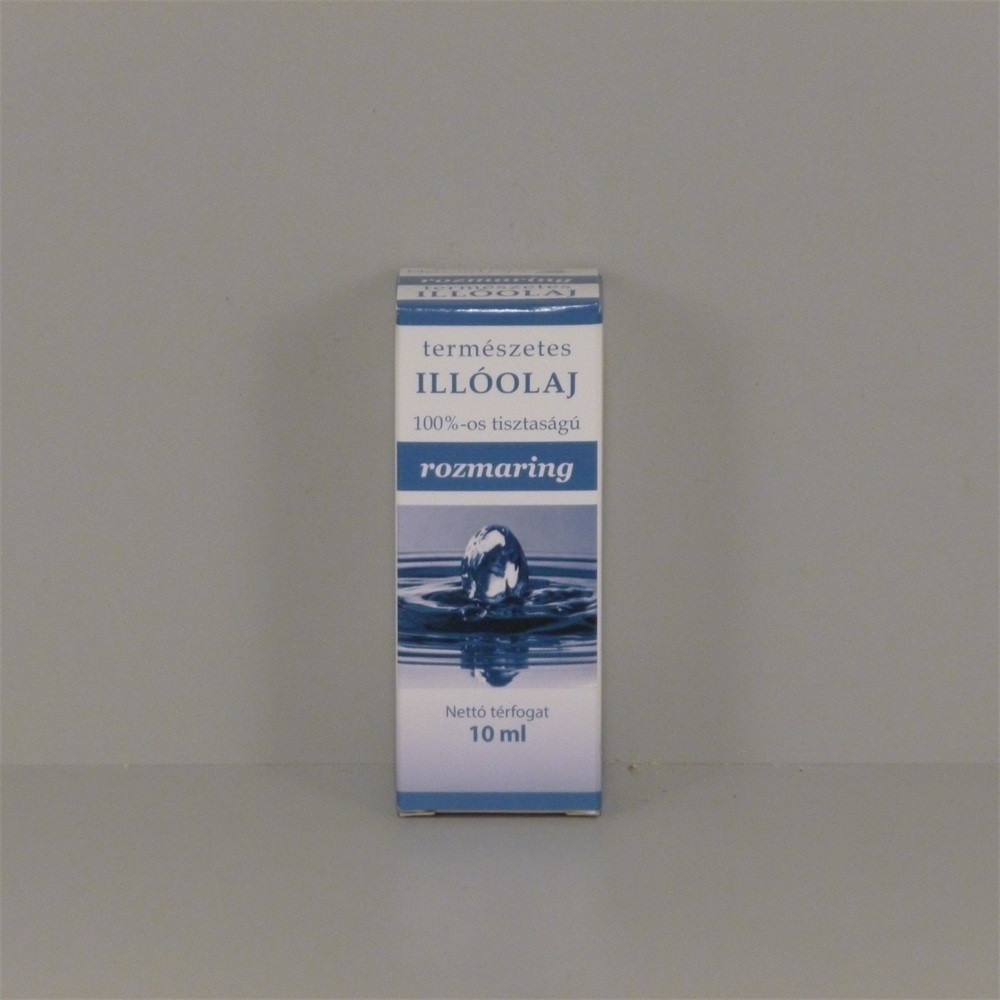 rozmaring
természetes
ILLÓOLAJ
természetes
ILLÓOLAJ
100%-os tisztaságú
rozmaring
Nettó térfogat
10 ml